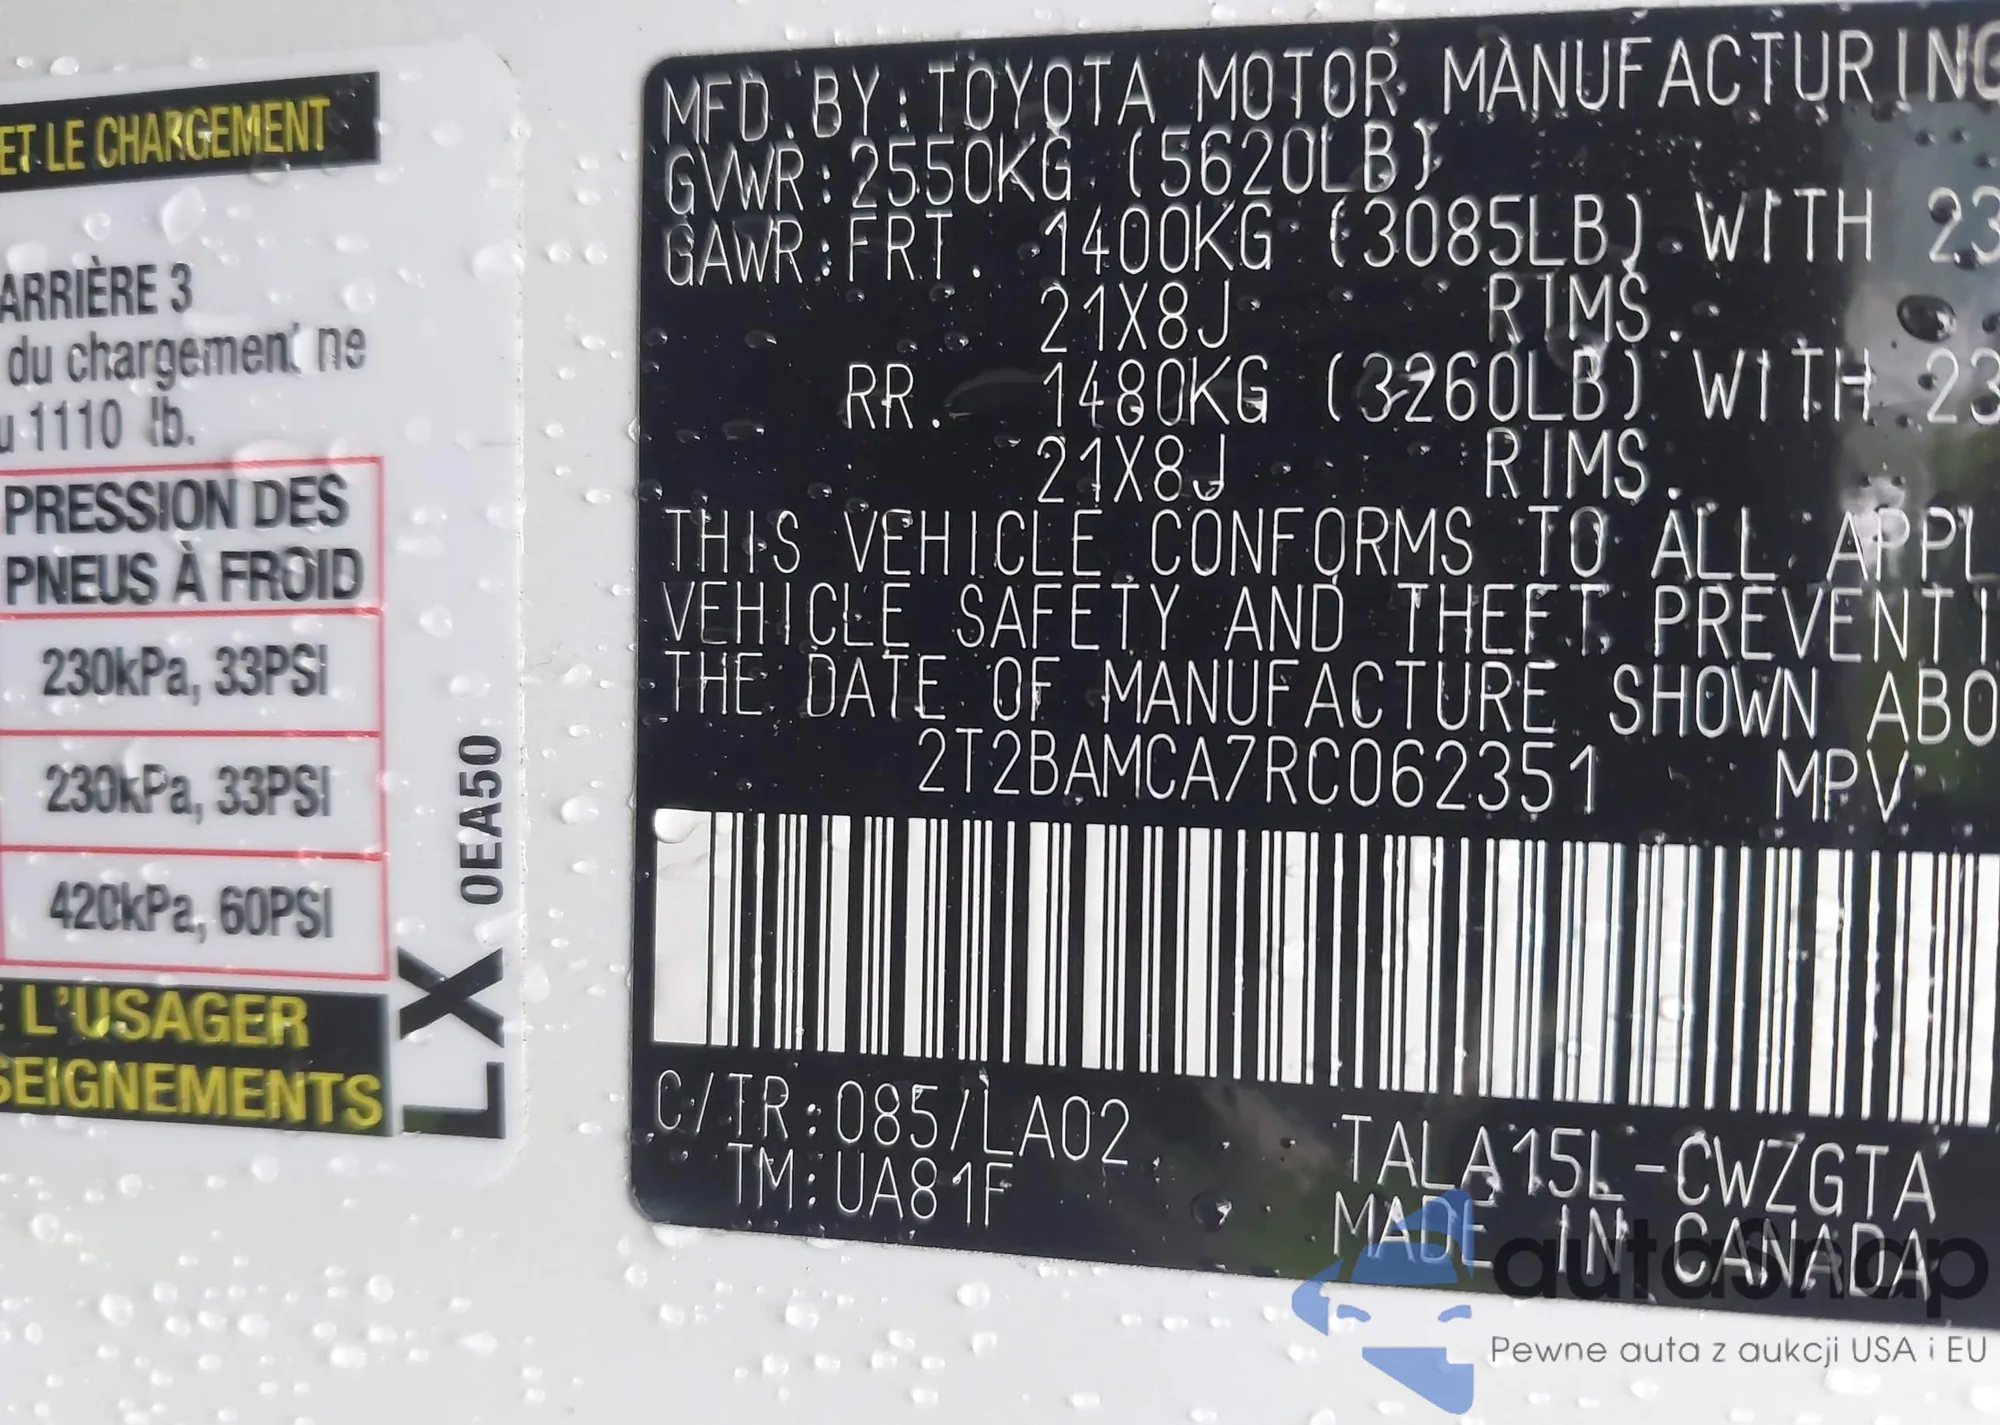 ET LE CHARGEMENT
ARRIÈRE 3
du chargement ne
1110 lb.
PRESSION DES
PNEUS À FROID
230kPa, 33PSI
230kPa, 33PSI
420kPa, 60PSI
L'USAGER
SEIGNEMENTS
LX 0EA50
MFD. BY: TOYOTA MOTOR MANUFACTURING
GVWR: 2550KG (5620LB)
GAWR: FRT. 1400KG (3085LB) WITH 23
21X8J RIMS.
RR. 1480KG (3260LB) WITH 23
21X8J RIMS.
THIS VEHICLE CONFORMS TO ALL APPL
VEHICLE SAFETY AND THEFT PREVENTI
THE DATE OF MANUFACTURE SHOWN ABO
2T2BAMCA7RC062351 MPV
C/TR: 085/LA02 TALA15L-CWZGTA
TM: UA81F MADE IN CANADA
autaSnap
Pewne auta z aukcji USA i EU